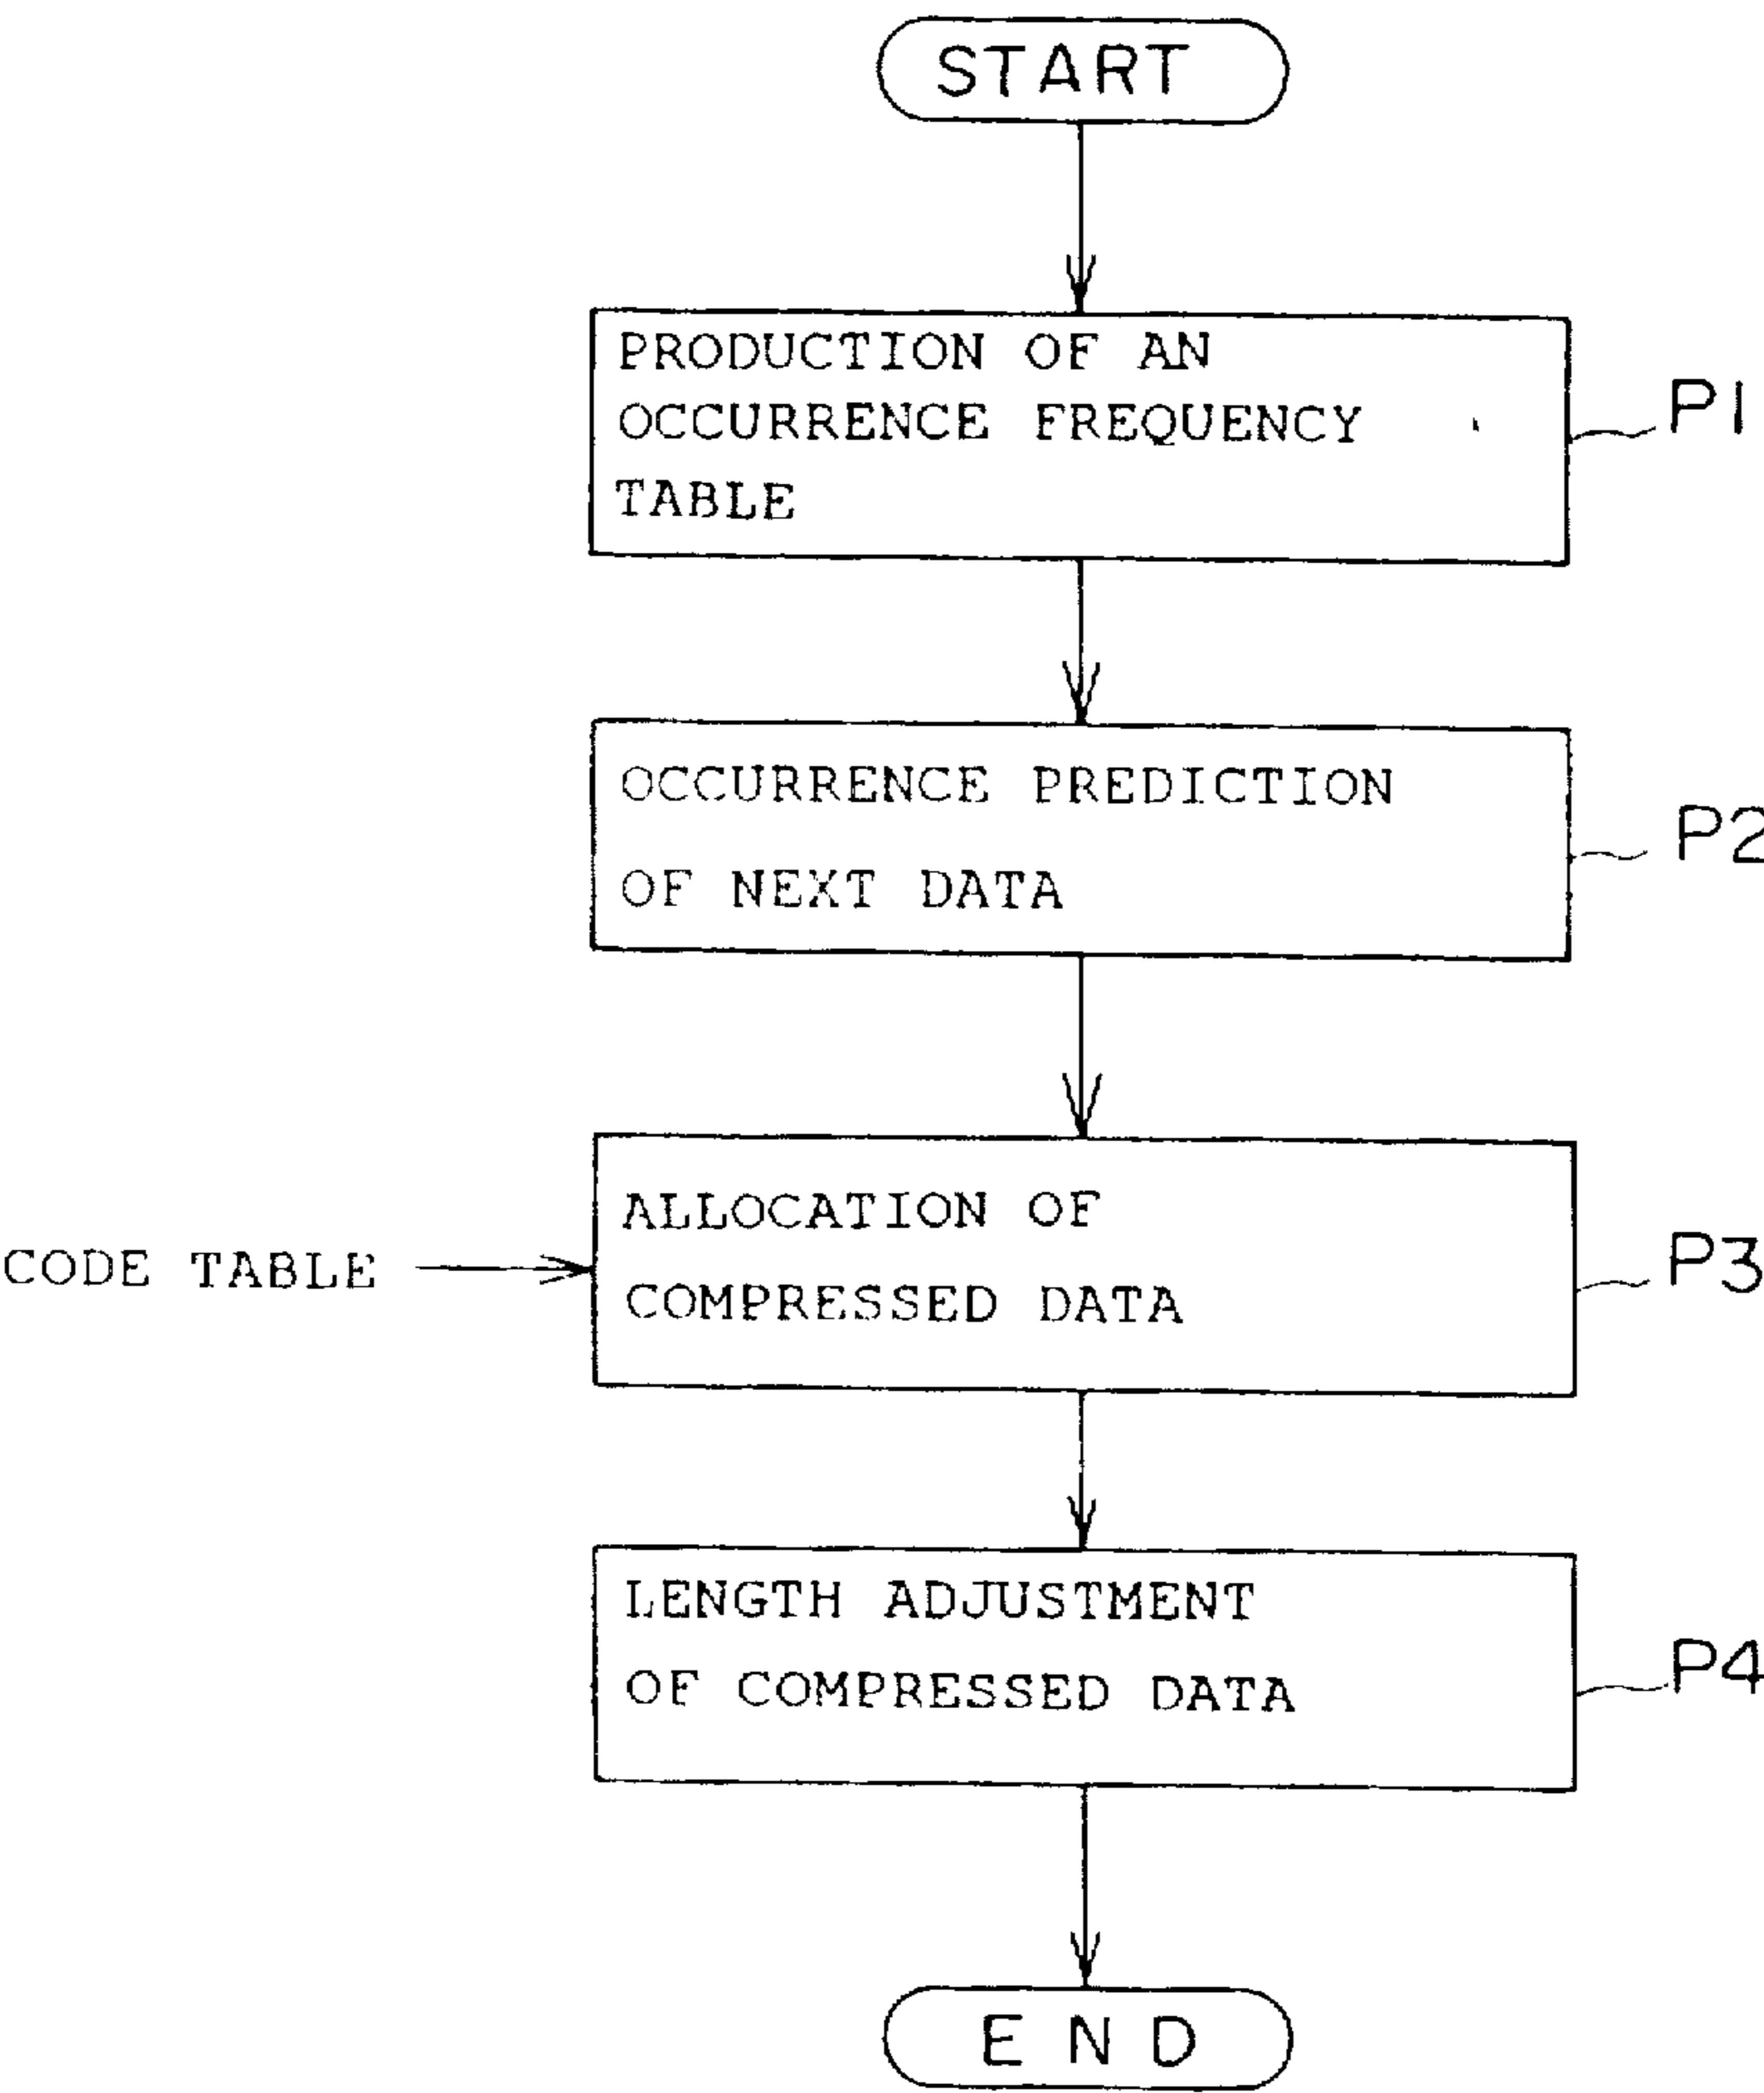 START
PRODUCTION OF AN
OCCURRENCE FREQUENCY
TABLE
P1
OCCURRENCE PREDICTION
OF NEXT DATA
P2
CODE TABLE
ALLOCATION OF
COMPRESSED DATA
P3
LENGTH ADJUSTMENT
OF COMPRESSED DATA
P4
END